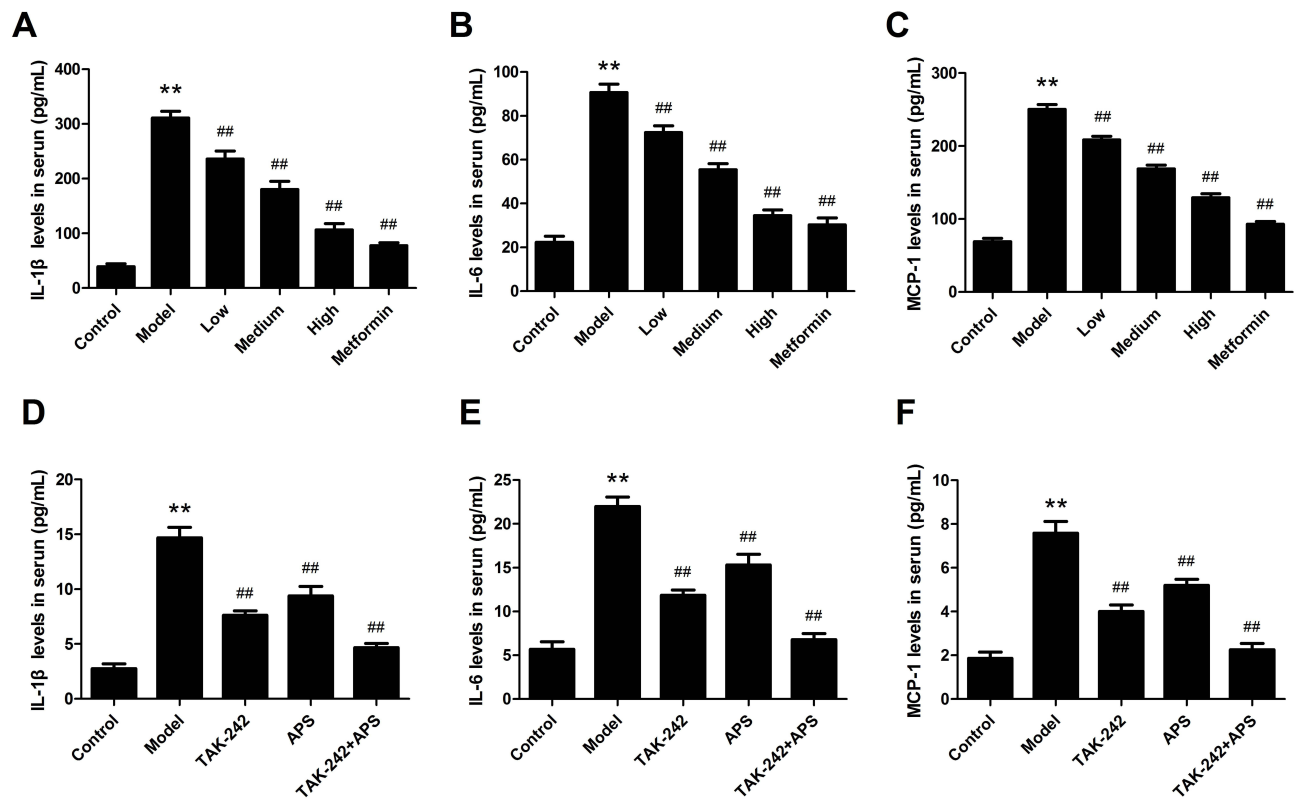 A
IL-1β levels in serun (pg/mL)
400
300
200
100
0
**
##
##
##
##
Control
Model
Low
Medium
High
Metformin
B
IL-6 levels in serun (pg/mL)
100
80
60
40
20
0
**
##
##
##
##
Control
Model
Low
Medium
High
Metformin
C
MCP-1 levels in serun (pg/mL)
300
200
100
0
**
##
##
##
##
Control
Model
Low
Medium
High
Metformin
D
IL-1β levels in serun (pg/mL)
20
15
10
5
0
**
##
##
##
Control
Model
TAK-242
APS
TAK-242+APS
E
IL-6 levels in serun (pg/mL)
25
20
15
10
5
0
**
##
##
##
Control
Model
TAK-242
APS
TAK-242+APS
F
MCP-1 levels in serun (pg/mL)
10
8
6
4
2
0
**
##
##
##
Control
Model
TAK-242
APS
TAK-242+APS